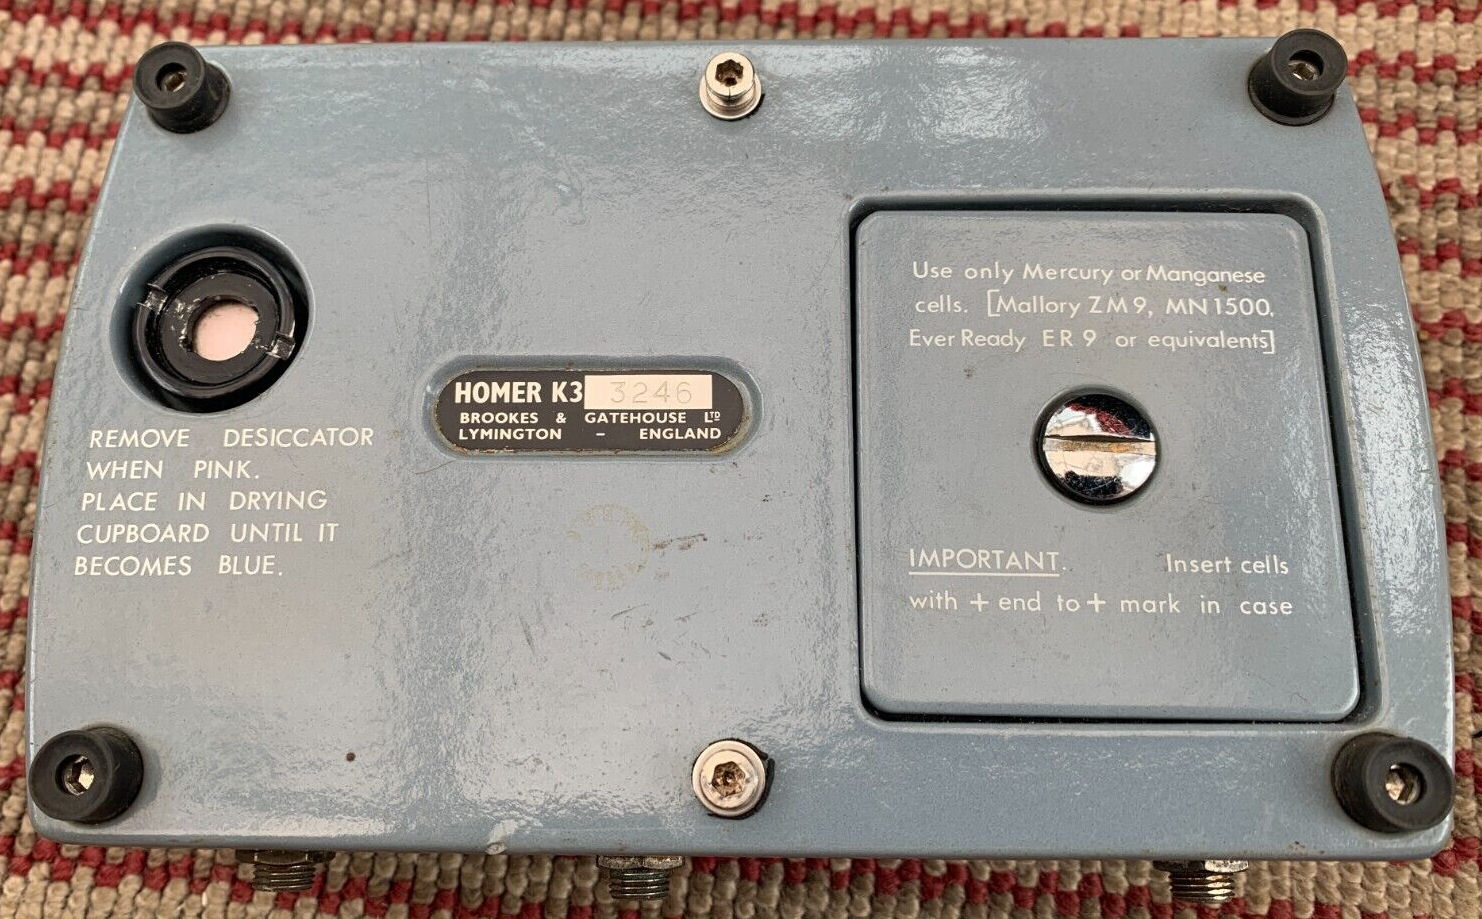 REMOVE DESICCATOR
WHEN PINK.
PLACE IN DRYING
CUPBOARD UNTIL IT
BECOMES BLUE.
HOMER K3 3246
BROOKES & GATEHOUSE LTD
LYMINGTON - ENGLAND
Use only Mercury or Manganese
cells. [Mallory ZM9, MN1500,
Ever Ready ER9 or equivalents]
IMPORTANT. Insert cells
with + end to + mark in case